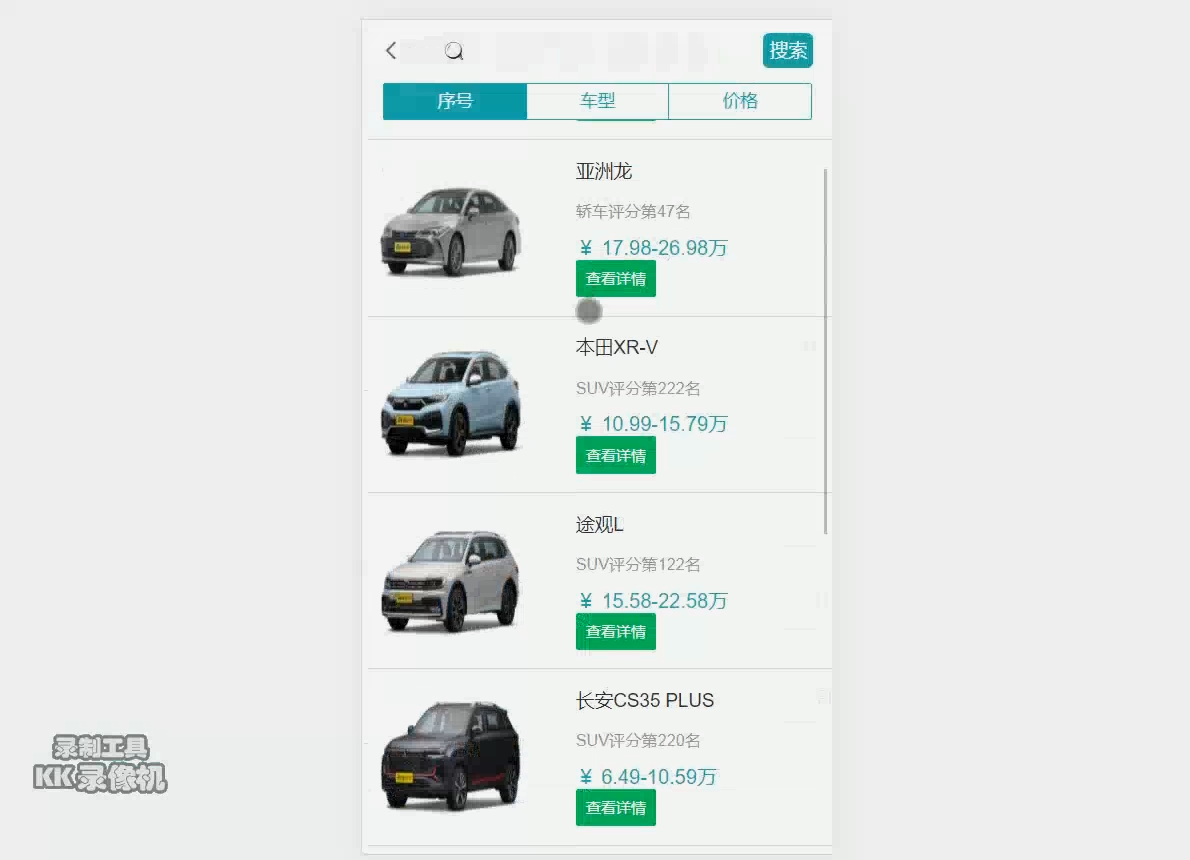 搜索
序号
车型
价格
亚洲龙
轿车评分第47名
¥ 17.98-26.98万
查看详情
本田XR-V
SUV评分第222名
¥ 10.99-15.79万
查看详情
途观L
SUV评分第122名
¥ 15.58-22.58万
查看详情
长安CS35 PLUS
SUV评分第220名
¥ 6.49-10.59万
查看详情
录制工具
KK录像机